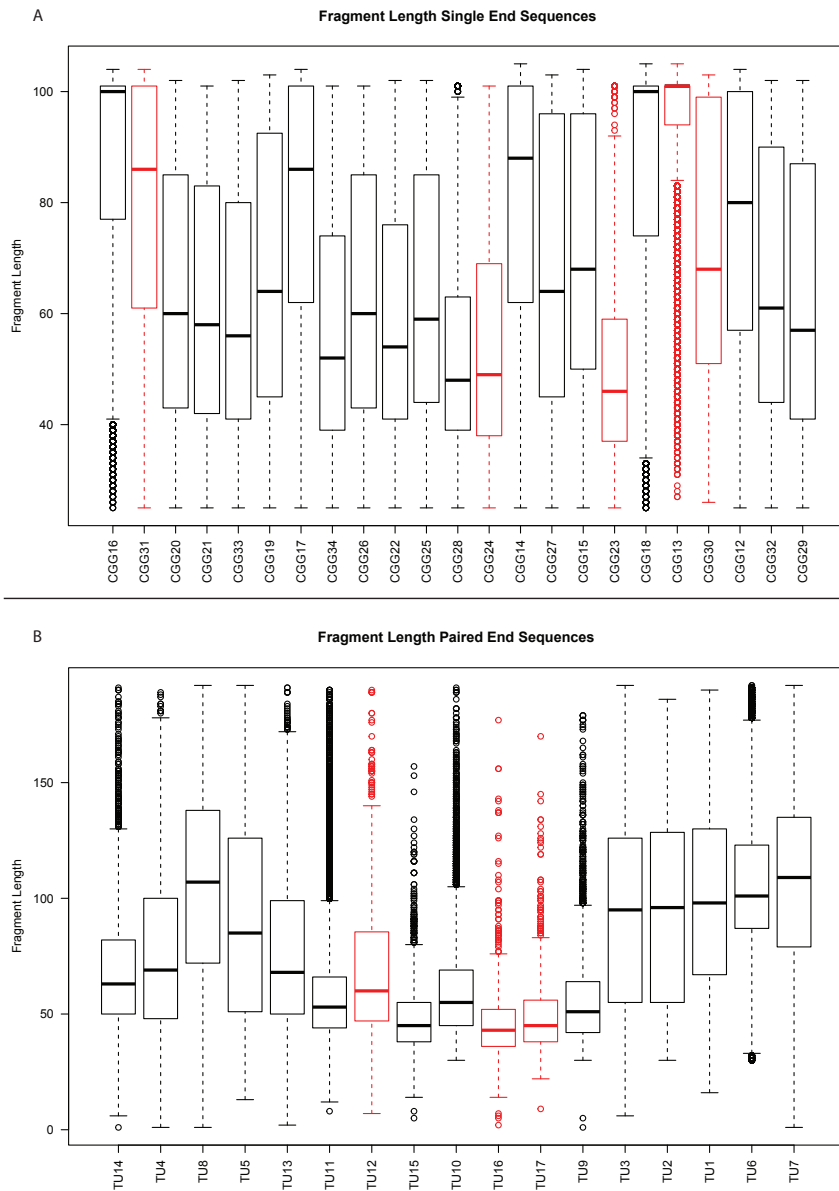 A
Fragment Length Single End Sequences
Fragment Length
100
80
60
40
CGG16
CGG31
CGG20
CGG21
CGG33
CGG19
CGG17
CGG34
CGG26
CGG22
CGG25
CGG28
CGG24
CGG14
CGG27
CGG15
CGG23
CGG18
CGG13
CGG30
CGG12
CGG32
CGG29
B
Fragment Length Paired End Sequences
Fragment Length
150
100
50
0
TU14
TU4
TU8
TU5
TU13
TU11
TU12
TU15
TU10
TU16
TU17
TU9
TU3
TU2
TU1
TU6
TU7